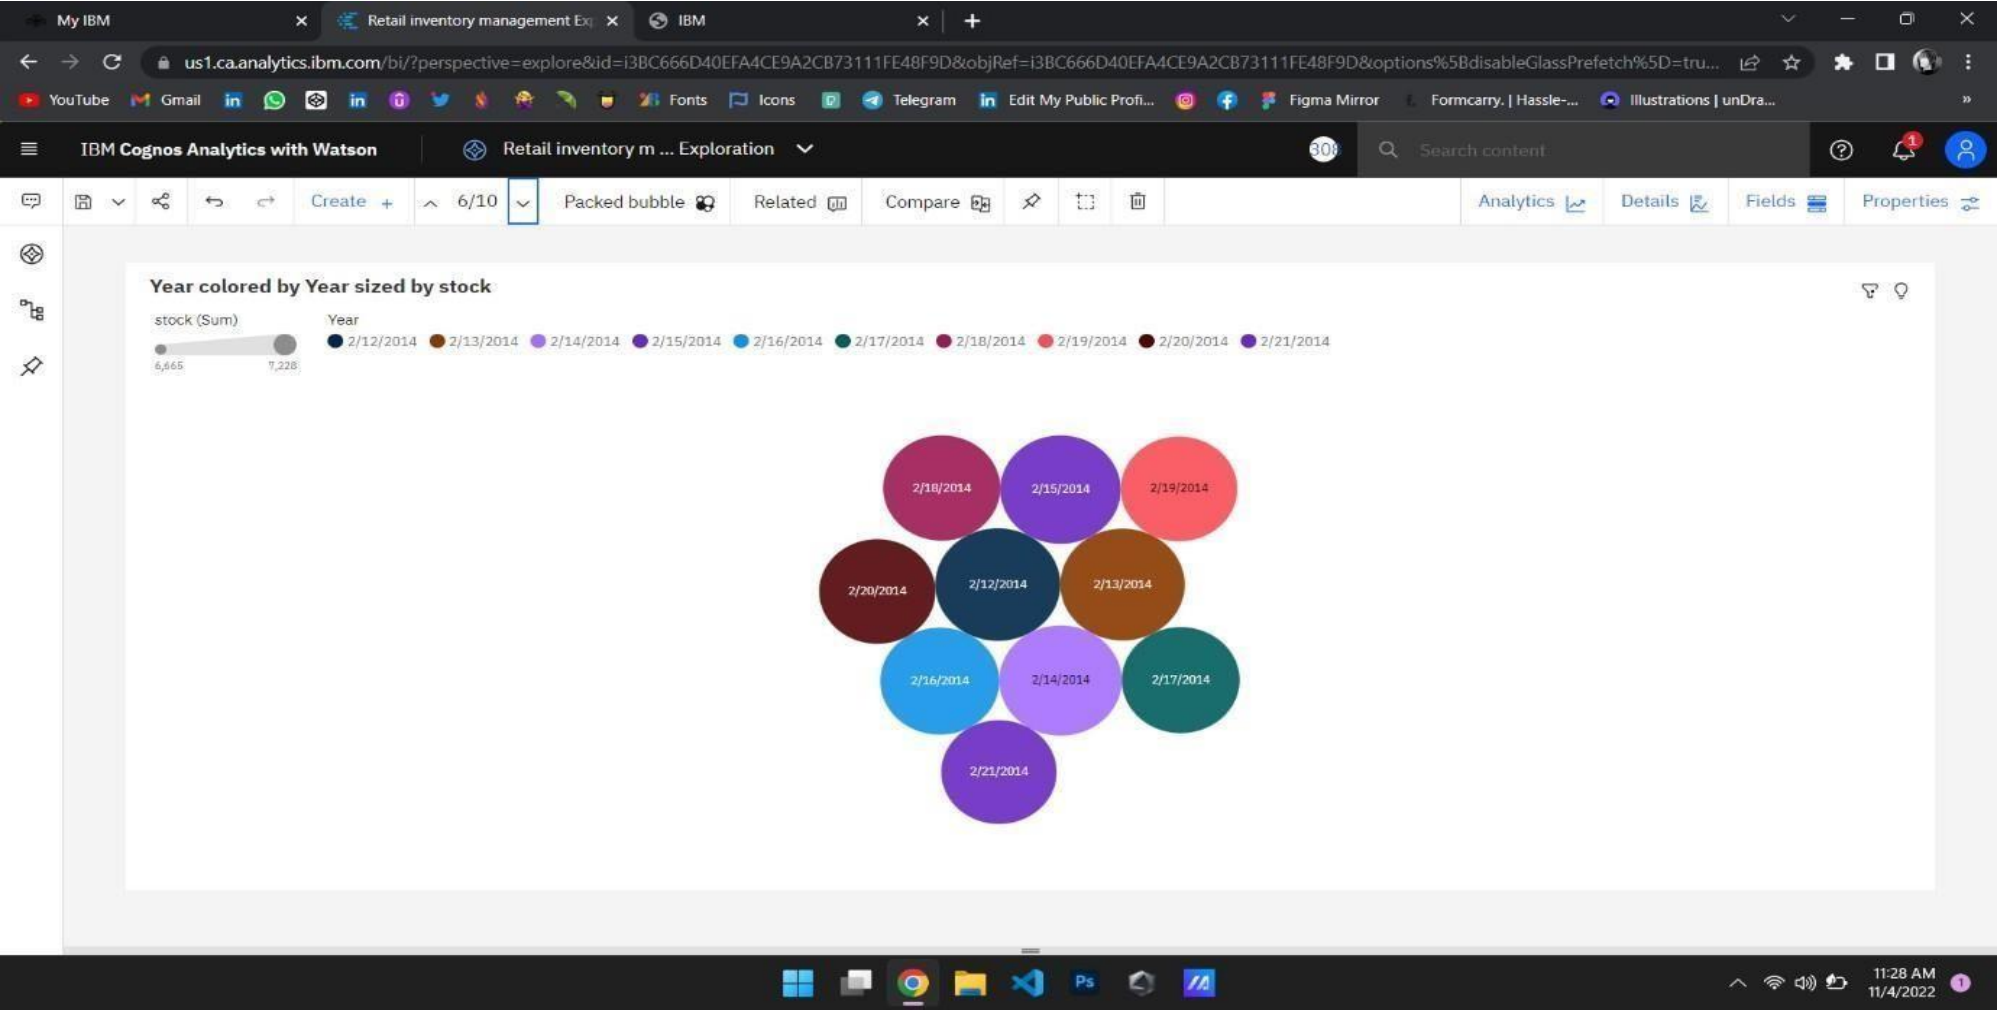 My IBM
Retail inventory management Exp
IBM
us1.ca.analytics.ibm.com/bi/?perspective=explore&id=i3BC666D40EFA4CE9A2CB73111FE48F9D&objRef=i3BC666D40EFA4CE9A2CB73111FE48F9D&options%5BdisableGlassPrefetch%5D=tru...
YouTube Gmail Fonts Icons Telegram Edit My Public Profi... Figma Mirror Formcarry. | Hassle-... Illustrations | unDra... »
IBM Cognos Analytics with Watson
Retail inventory m ... Exploration
308
Search content
1
Create + 6/10 Packed bubble Related Compare Analytics Details Fields Properties
Year colored by Year sized by stock
stock (Sum)
6,665 7,228
Year
2/12/2014 2/13/2014 2/14/2014 2/15/2014 2/16/2014 2/17/2014 2/18/2014 2/19/2014 2/20/2014 2/21/2014
2/18/2014 2/15/2014 2/19/2014
2/20/2014 2/12/2014 2/13/2014
2/16/2014 2/14/2014 2/17/2014
2/21/2014
Ps
11:28 AM
11/4/2022
1